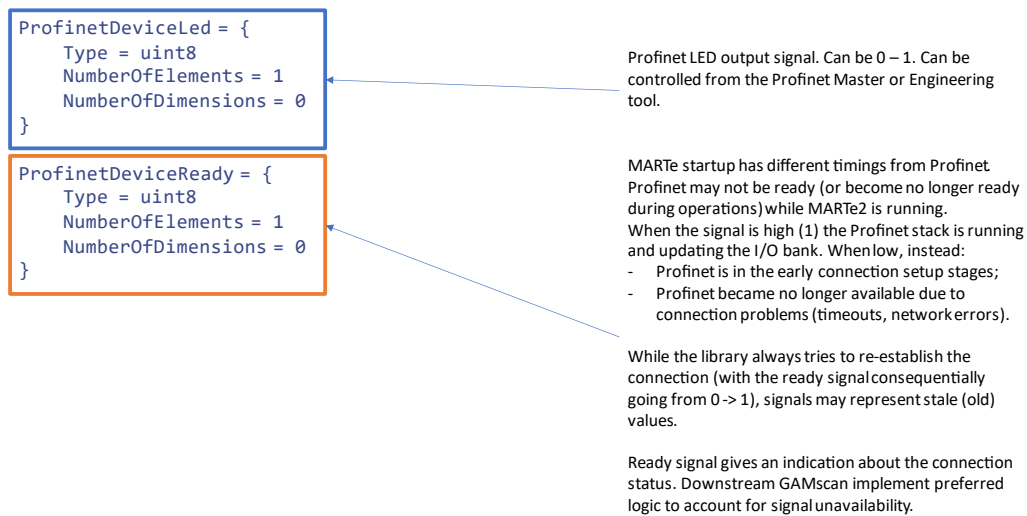 ProfinetDeviceLed = {
Type = uint8
NumberOfElements = 1
NumberOfDimensions = 0
}
ProfinetDeviceReady = {
Type = uint8
NumberOfElements = 1
NumberOfDimensions = 0
}
Profinet LED output signal. Can be 0 – 1. Can be
controlled from the Profinet Master or Engineering
tool.
MARTe startup has different timings from Profinet.
Profinet may not be ready (or become no longer ready
during operations) while MARTe2 is running.
When the signal is high (1) the Profinet stack is running
and updating the I/O bank. When low, instead:
- Profinet is in the early connection setup stages;
- Profinet became no longer available due to
connection problems (timeouts, network errors).
While the library always tries to re-establish the
connection (with the ready signal consequentially
going from 0 -> 1), signals may represent stale (old)
values.
Ready signal gives an indication about the connection
status. Downstream GAMs can implement preferred
logic to account for signal unavailability.